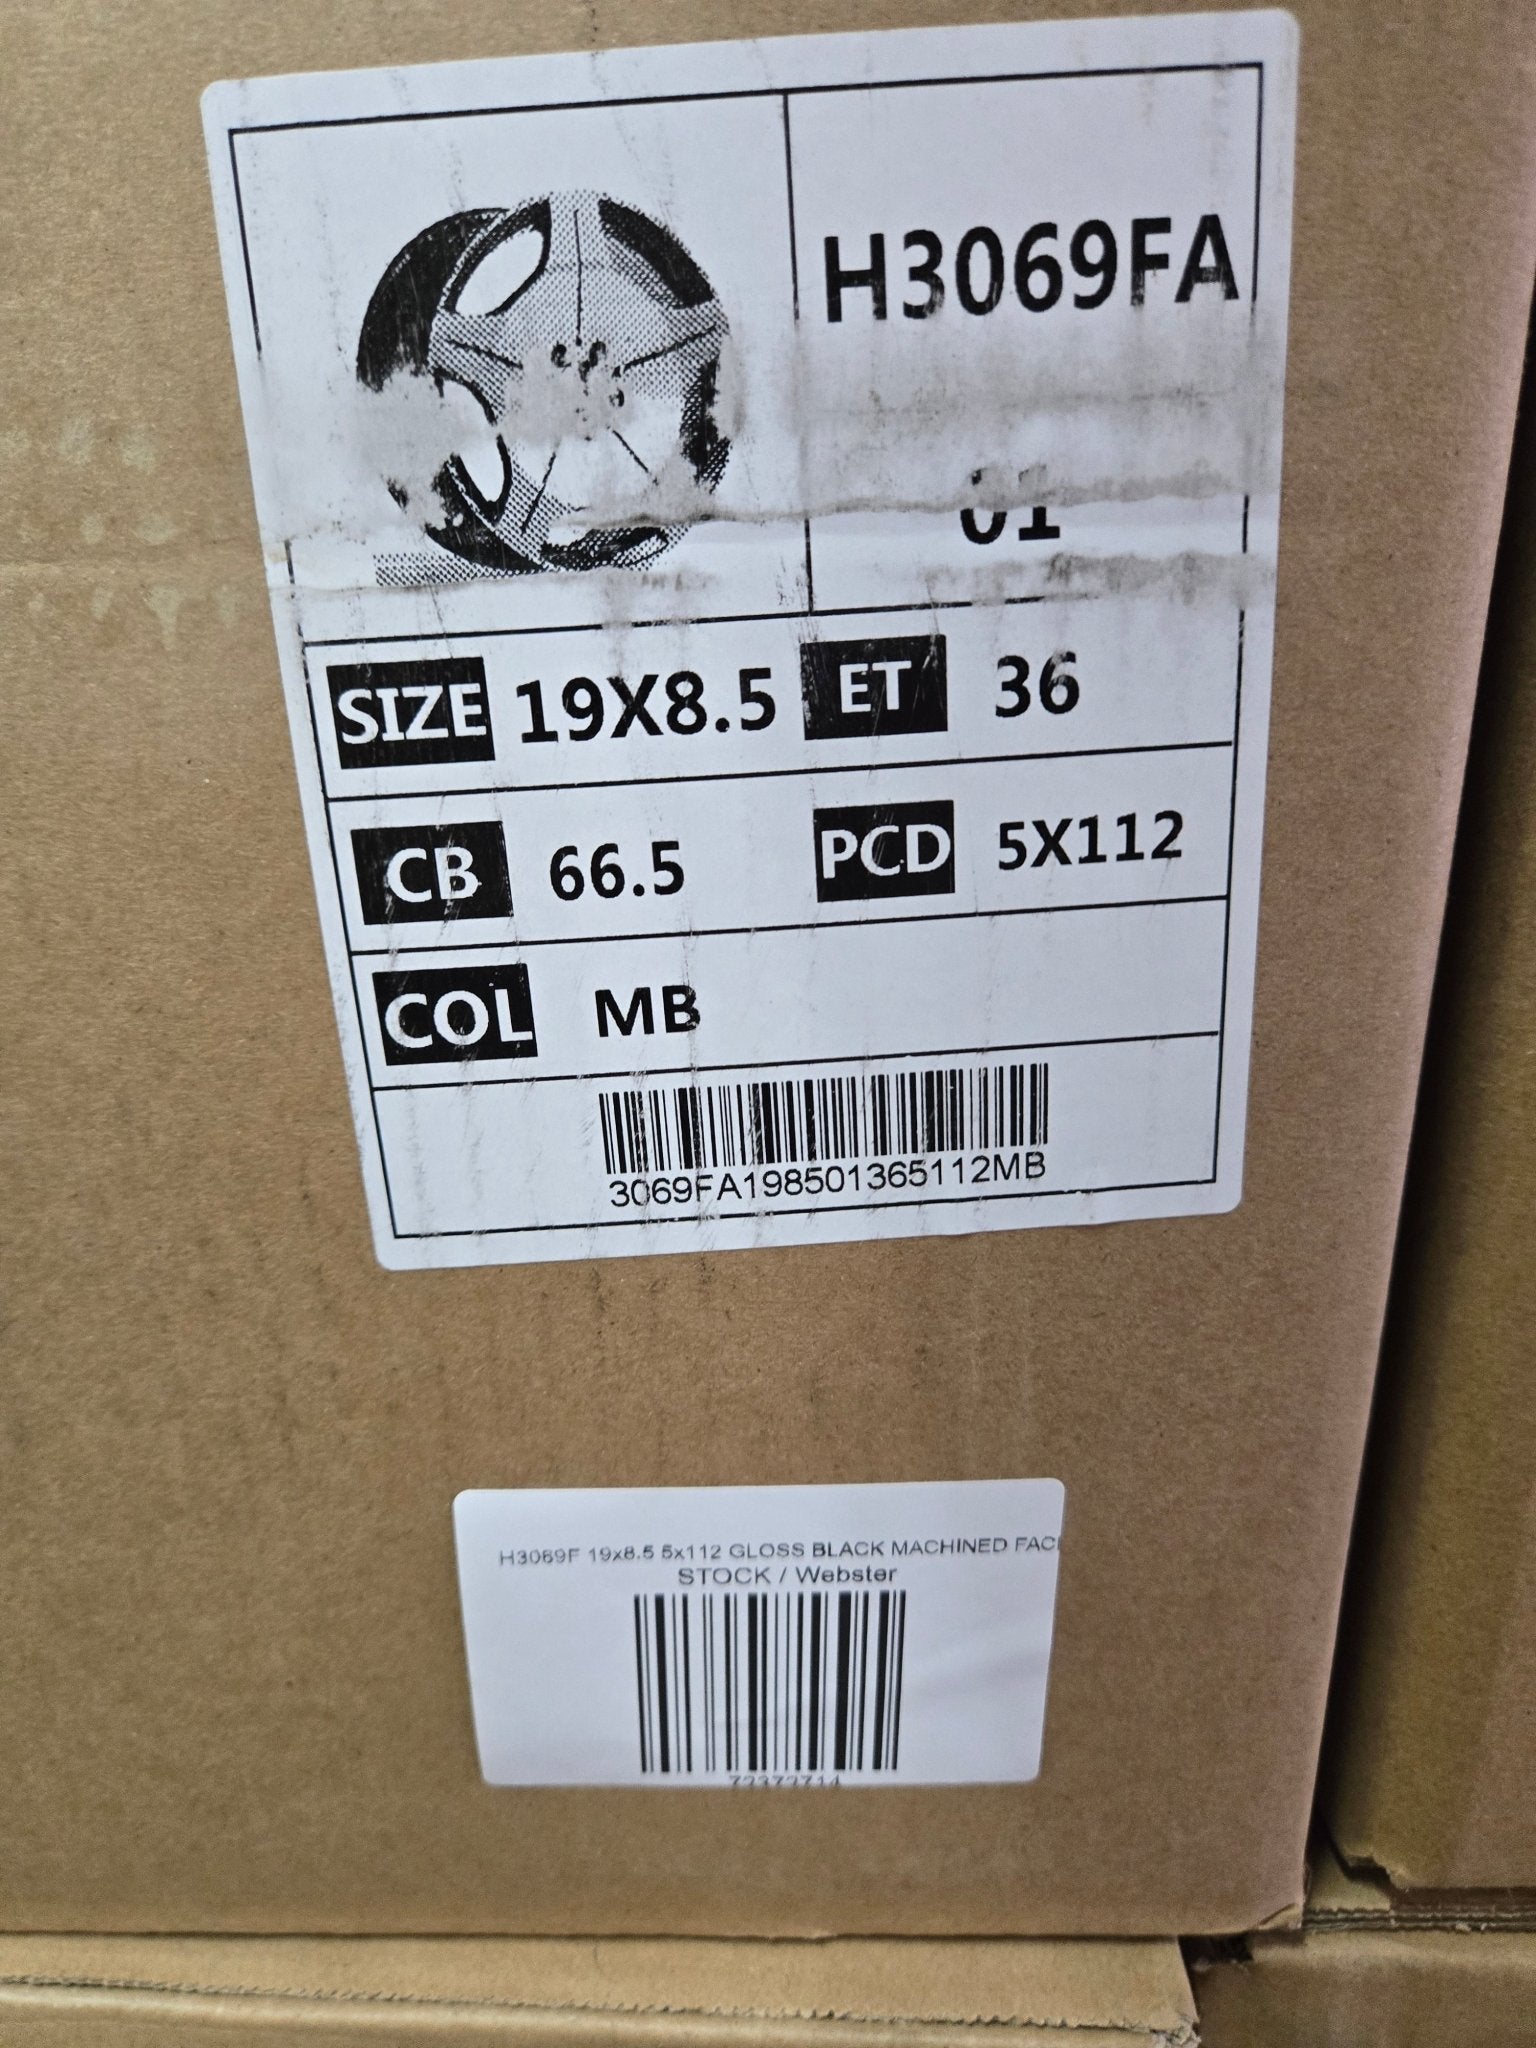 H3069FA
01
SIZE 19X8.5 ET 36
CB 66.5 PCD 5X112
COL MB
3069FA198501365112MB
H3069F 19x8.5 5x112 GLOSS BLACK MACHINED FAC
STOCK / Webster